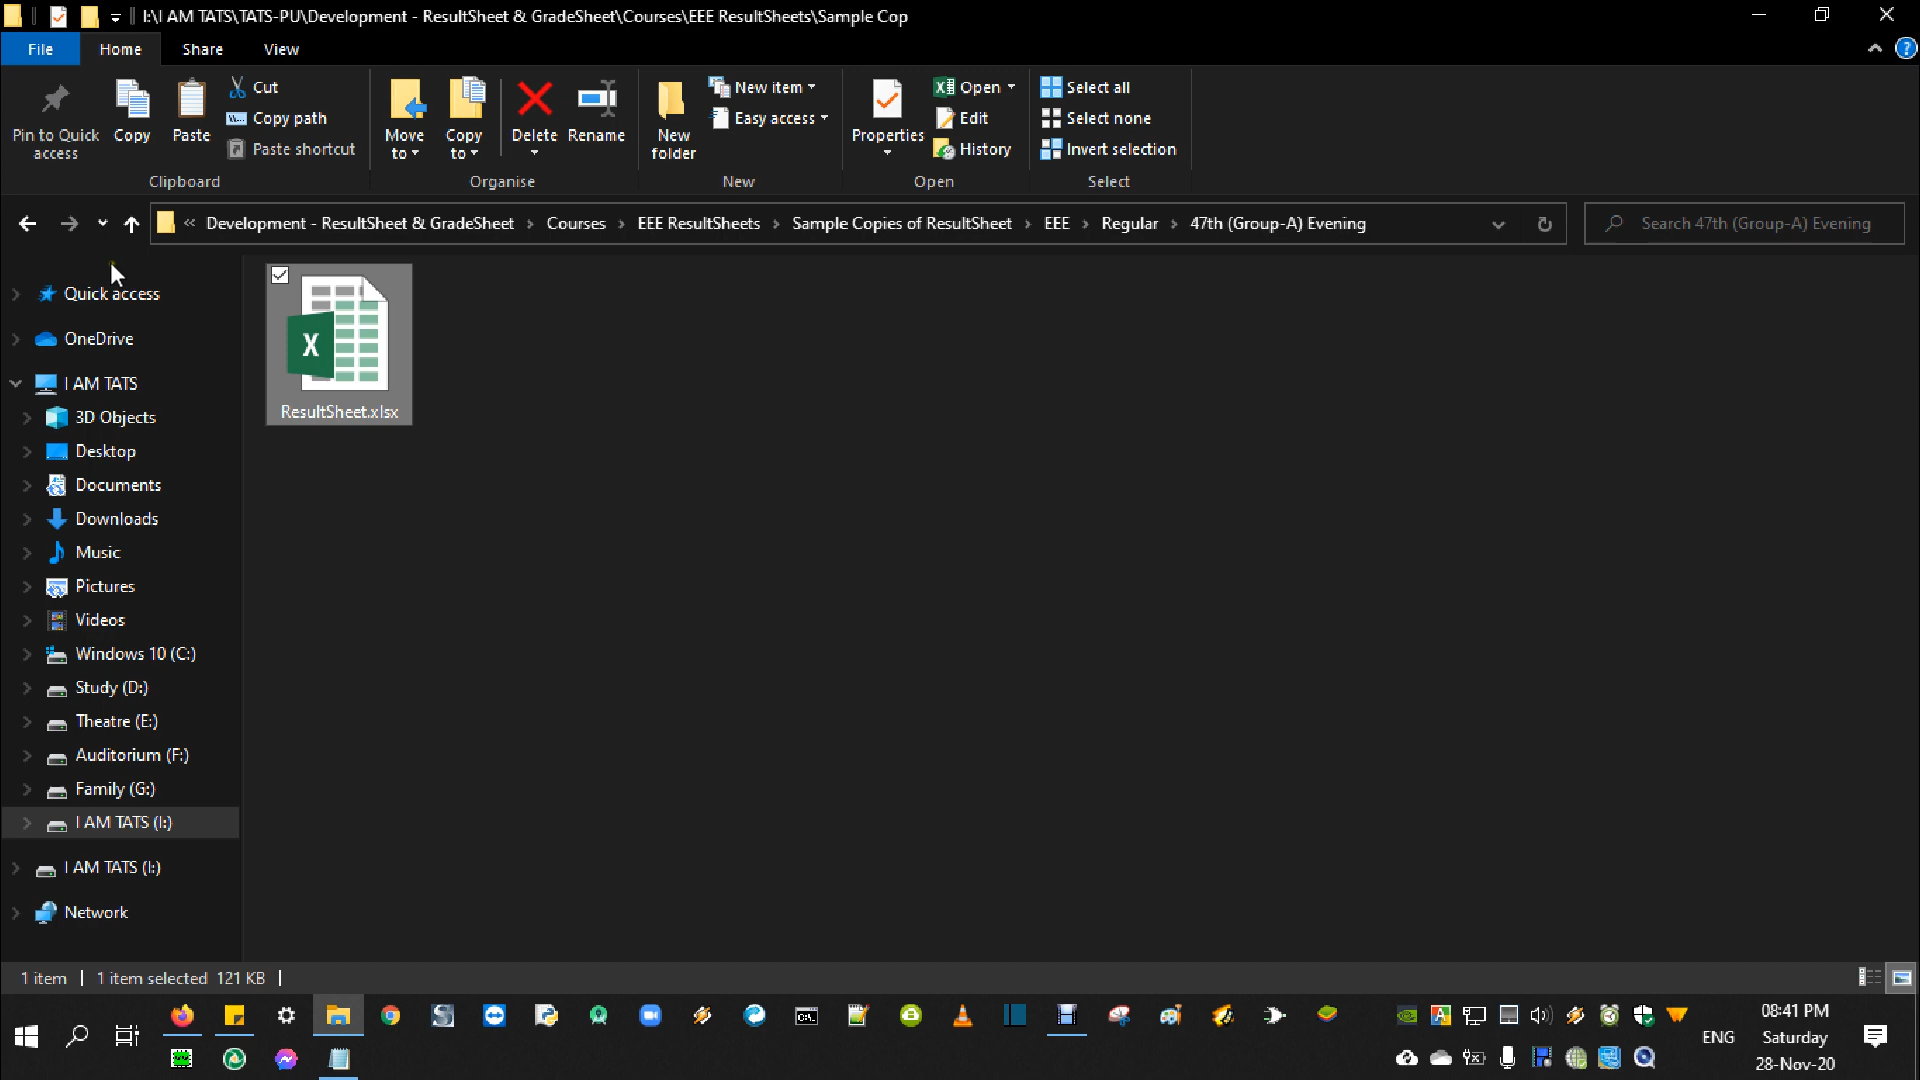 I:\I AM TATS\TATS-PU\Development - ResultSheet & GradeSheet\Courses\EEE ResultSheets\Sample Cop
File Home Share View
Pin to Quick access
Copy
Paste
Cut
Copy path
Paste shortcut
Clipboard
Move to
Copy to
Delete
Rename
Organise
New folder
New item
Easy access
New
Properties
Open
Edit
History
Open
Select all
Select none
Invert selection
Select
« Development - ResultSheet & GradeSheet › Courses › EEE ResultSheets › Sample Copies of ResultSheet › EEE › Regular › 47th (Group-A) Evening
Search 47th (Group-A) Evening
Quick access
OneDrive
I AM TATS
3D Objects
Desktop
Documents
Downloads
Music
Pictures
Videos
Windows 10 (C:)
Study (D:)
Theatre (E:)
Auditorium (F:)
Family (G:)
I AM TATS (I:)
I AM TATS (I:)
Network
ResultSheet.xlsx
1 item 1 item selected 121 KB
ENG
08:41 PM
Saturday
28-Nov-20